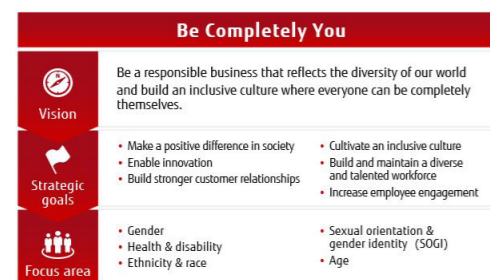 Be Completely You
Vision
Be a responsible business that reflects the diversity of our world
and build an inclusive culture where everyone can be completely
themselves.
Strategic
goals
• Make a positive difference in society
• Enable innovation
• Build stronger customer relationships
• Cultivate an inclusive culture
• Build and maintain a diverse
and talented workforce
• Increase employee engagement
Focus area
• Gender
• Health & disability
• Ethnicity & race
• Sexual orientation &
gender identity (SOGI)
• Age